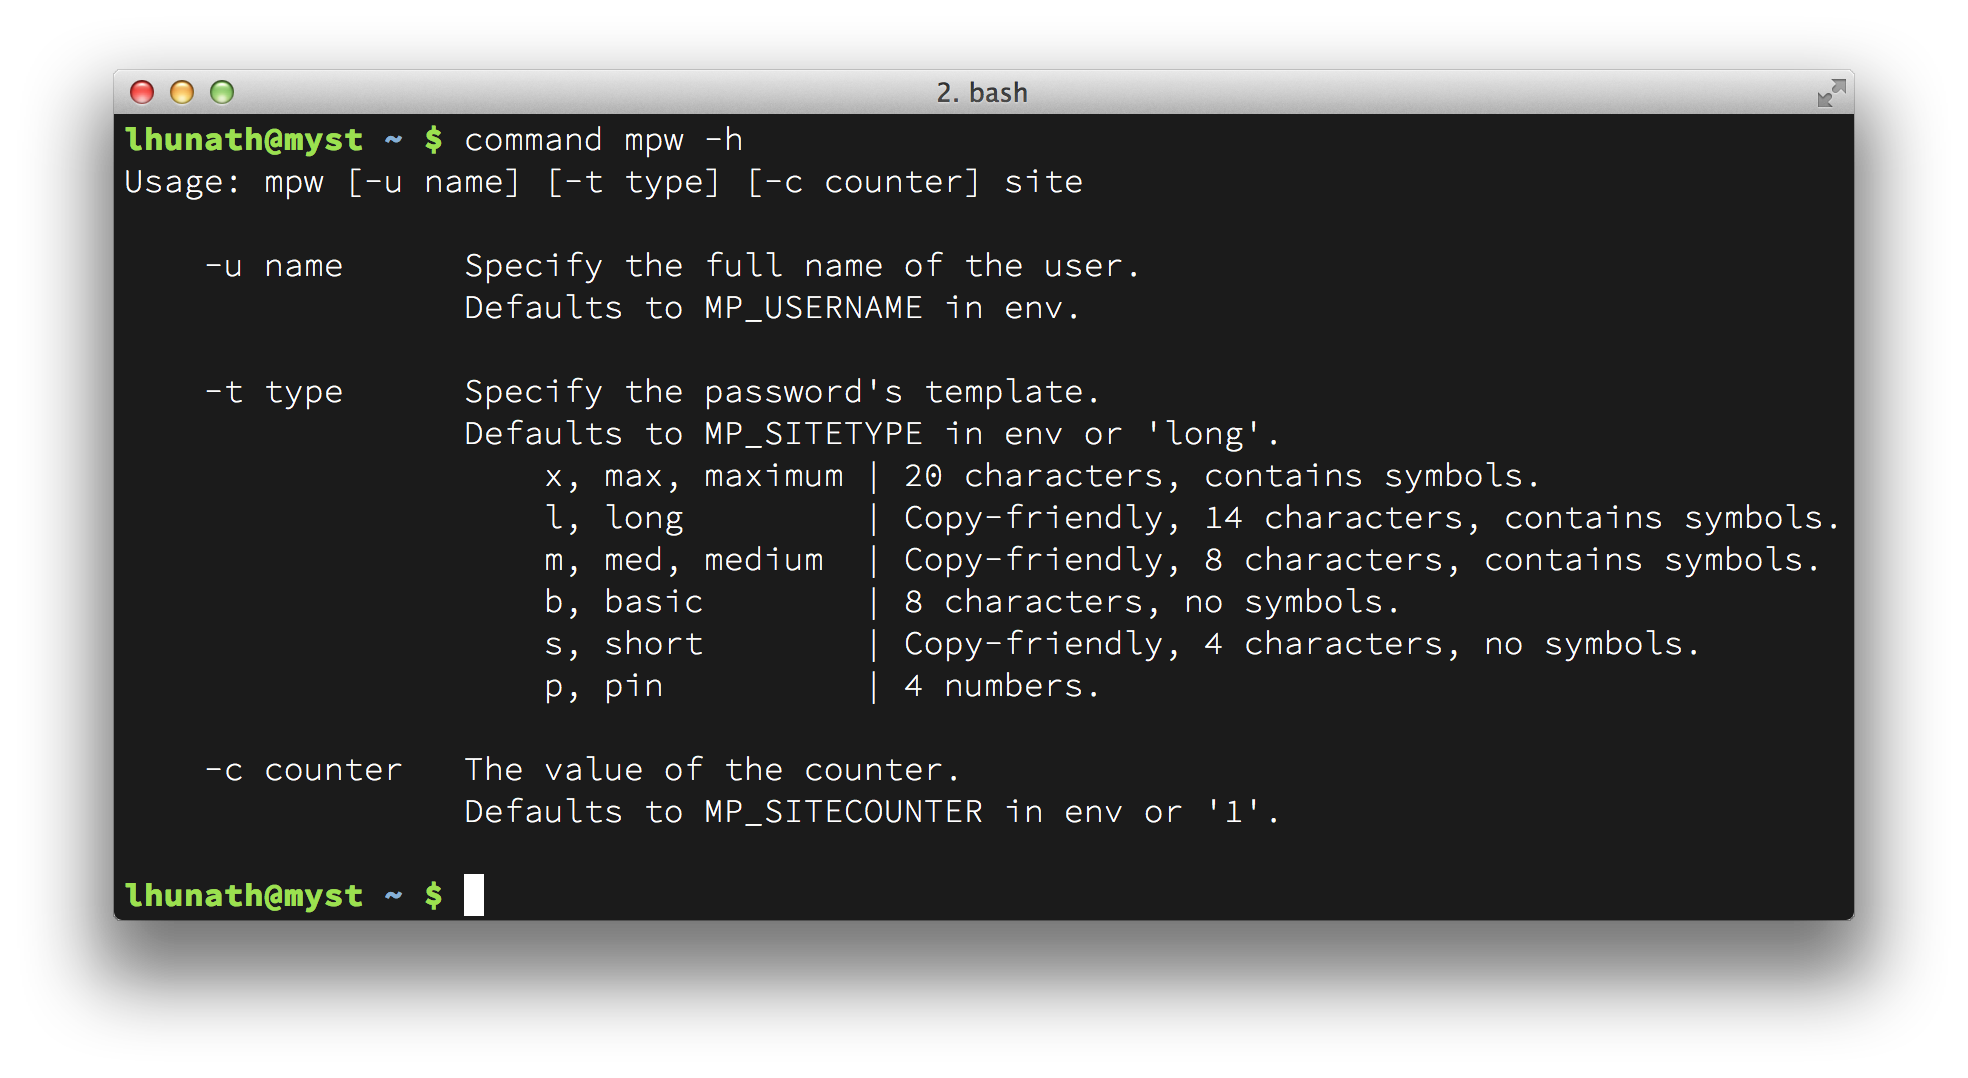 2. bash
lhunath@myst ~ $ command mpw -h
Usage: mpw [-u name] [-t type] [-c counter] site
-u name Specify the full name of the user.
Defaults to MP_USERNAME in env.
-t type Specify the password's template.
Defaults to MP_SITETYPE in env or 'long'.
x, max, maximum | 20 characters, contains symbols.
l, long | Copy-friendly, 14 characters, contains symbols.
m, med, medium | Copy-friendly, 8 characters, contains symbols.
b, basic | 8 characters, no symbols.
s, short | Copy-friendly, 4 characters, no symbols.
p, pin | 4 numbers.
-c counter The value of the counter.
Defaults to MP_SITECOUNTER in env or '1'.
lhunath@myst ~ $